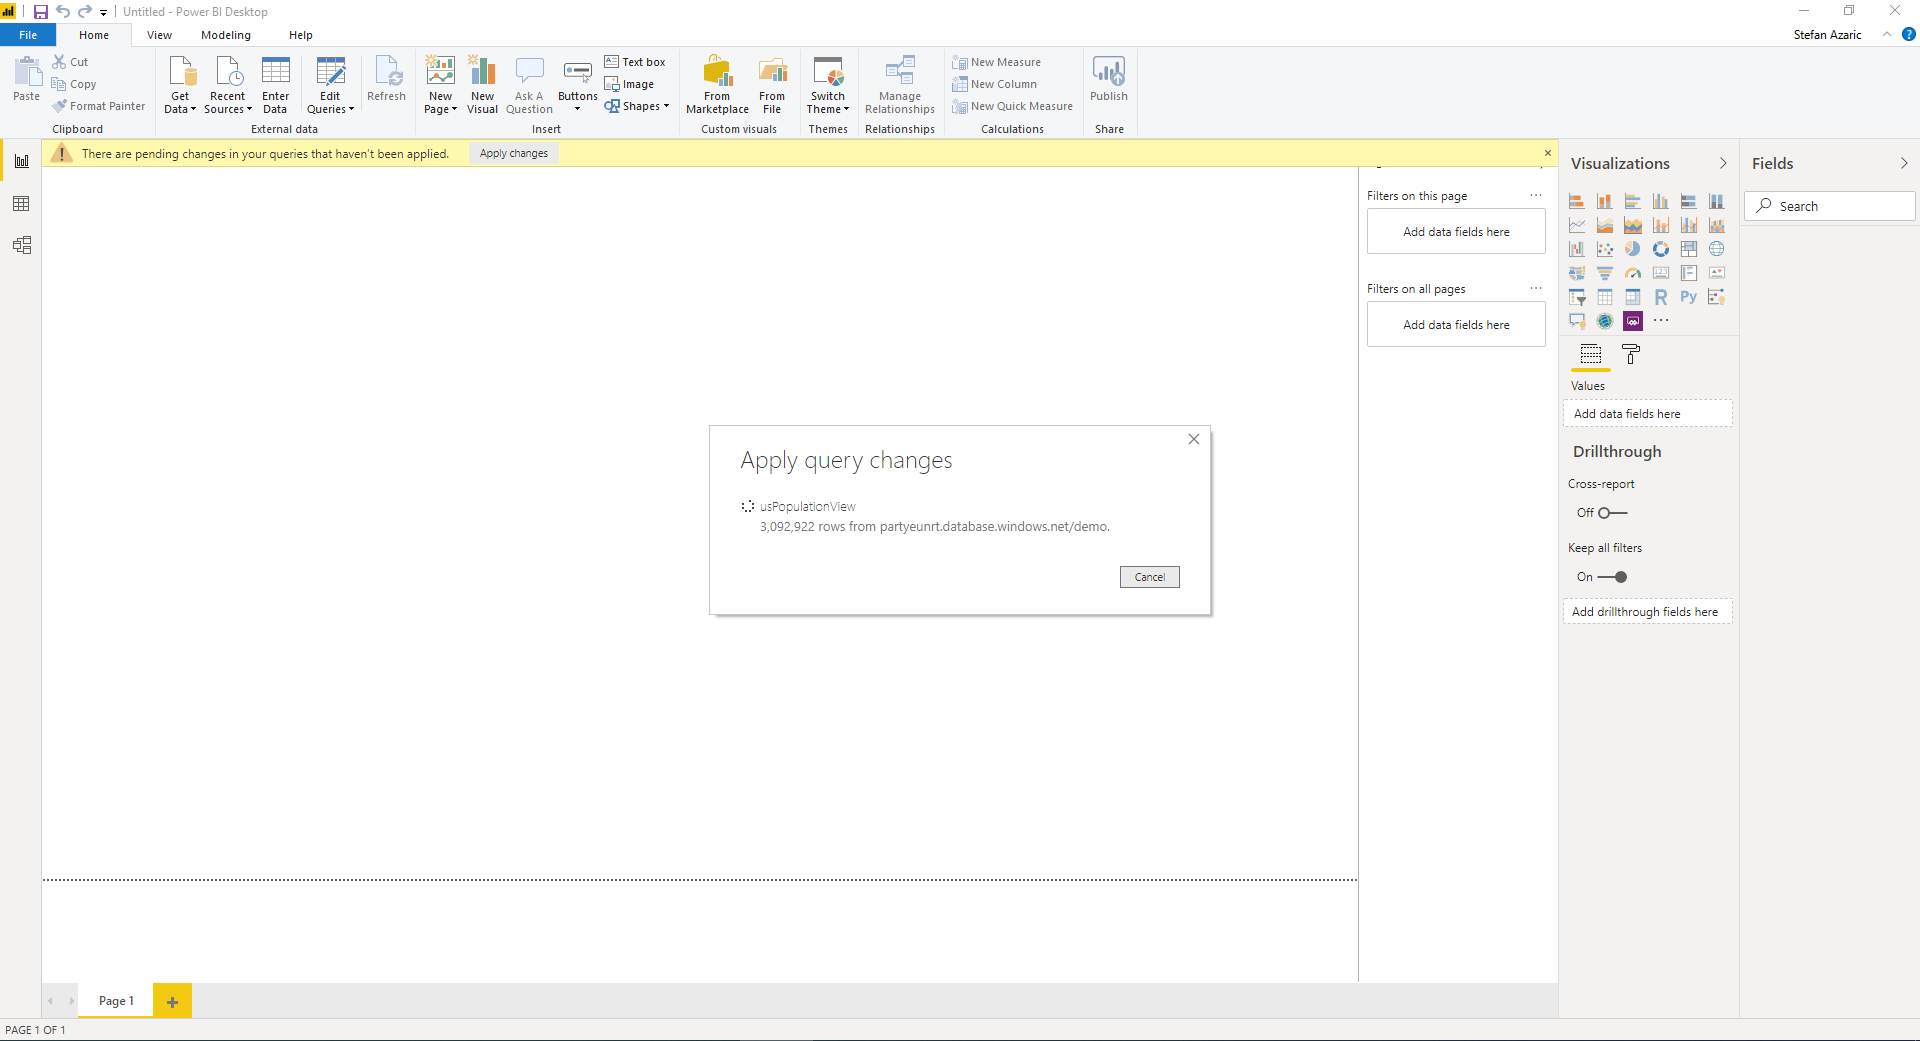 Untitled - Power BI Desktop
File
Home
View
Modeling
Help
Stefan Azaric
Paste
Cut
Copy
Format Painter
Clipboard
Get
Data
Recent
Sources
Enter
Data
Edit
Queries
Refresh
External data
New
Page
New
Visual
Ask A
Question
Buttons
Text box
Image
Shapes
Insert
From
Marketplace
From
File
Custom visuals
Switch
Theme
Themes
Manage
Relationships
Relationships
New Measure
New Column
New Quick Measure
Calculations
Publish
Share
There are pending changes in your queries that haven't been applied.
Apply changes
Filters on this page
Add data fields here
Filters on all pages
Add data fields here
Visualizations
R
Py
Values
Add data fields here
Drillthrough
Cross-report
Off
Keep all filters
On
Add drillthrough fields here
Fields
Search
Apply query changes
usPopulationView
3,092,922 rows from partyeunrt.database.windows.net/demo.
Cancel
Page 1
PAGE 1 OF 1